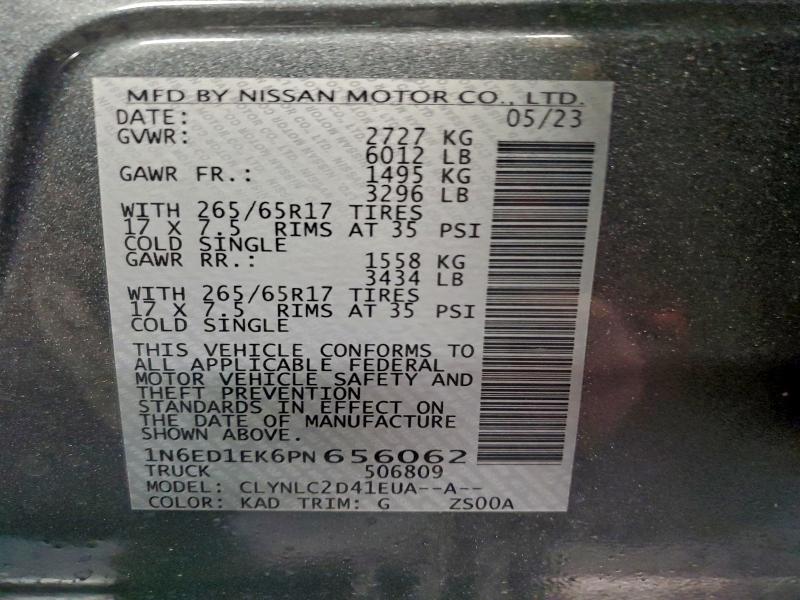 MFD BY NISSAN MOTOR CO., LTD.
DATE: 05/23
GVWR: 2727 KG
6012 LB
GAWR FR.: 1495 KG
3296 LB
WITH 265/65R17 TIRES
17 X 7.5 RIMS AT 35 PSI
COLD SINGLE
GAWR RR.: 1558 KG
3434 LB
WITH 265/65R17 TIRES
17 X 7.5 RIMS AT 35 PSI
COLD SINGLE
THIS VEHICLE CONFORMS TO
ALL APPLICABLE FEDERAL
MOTOR VEHICLE SAFETY AND
THEFT PREVENTION
STANDARDS IN EFFECT ON
THE DATE OF MANUFACTURE
SHOWN ABOVE.
1N6ED1EK6PN656062
TRUCK 506809
MODEL: CLYNLC2D41EUA--A--
COLOR: KAD TRIM: G ZS00A